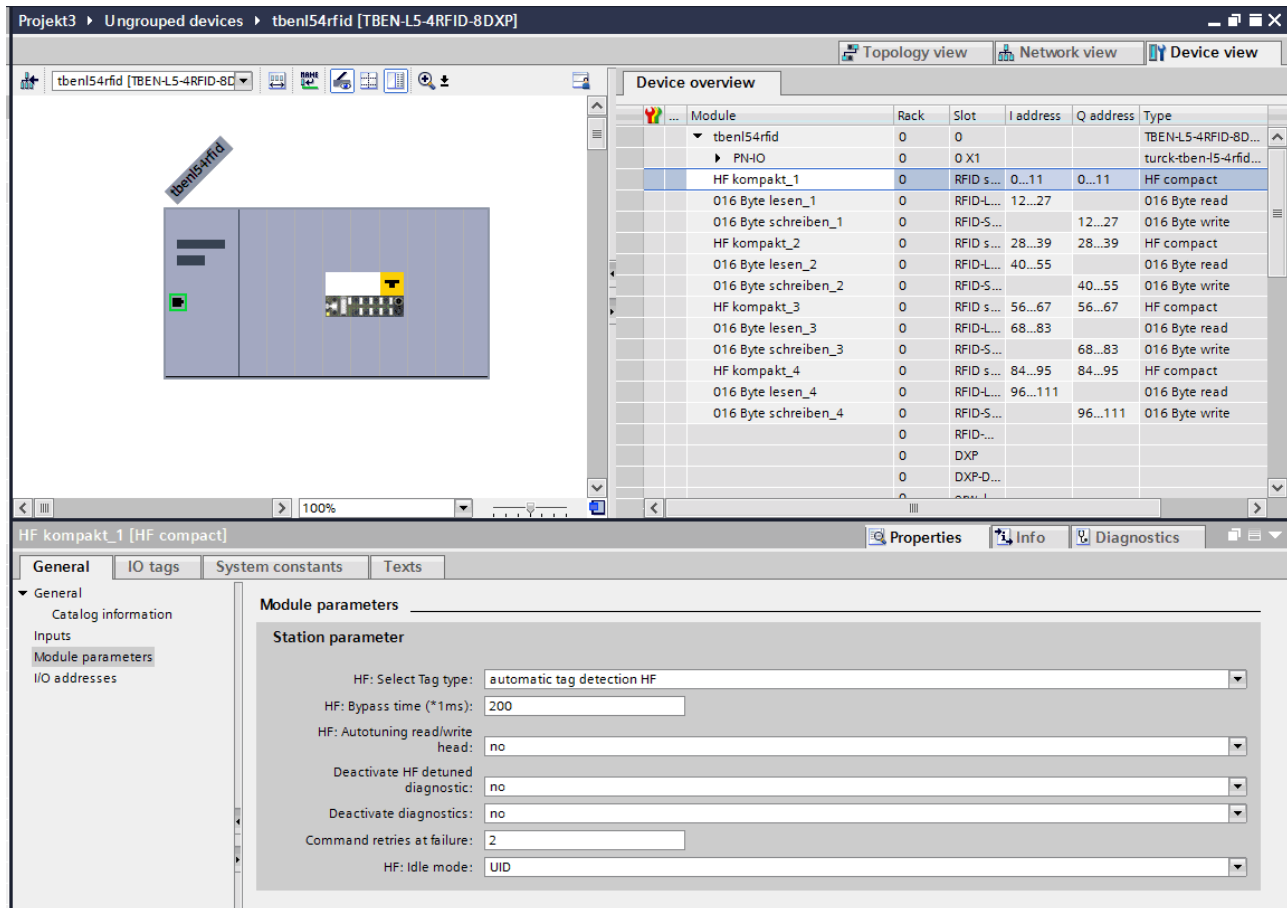 Projekt3 ▸ Ungrouped devices ▸ tbenl54rfid [TBEN-L5-4RFID-8DXP]
Topology view Network view Device view
tbenl54rfid [TBEN-L5-4RFID-8D
Device overview
... Module Rack Slot I address Q address Type
tbenl54rfid 0 0 TBEN-L5-4RFID-8D...
PN-IO 0 0 X1 turck-tben-l5-4rfid...
HF kompakt_1 0 RFID s... 0...11 0...11 HF compact
016 Byte lesen_1 0 RFID-L... 12...27 016 Byte read
016 Byte schreiben_1 0 RFID-S... 12...27 016 Byte write
HF kompakt_2 0 RFID s... 28...39 28...39 HF compact
016 Byte lesen_2 0 RFID-L... 40...55 016 Byte read
016 Byte schreiben_2 0 RFID-S... 40...55 016 Byte write
HF kompakt_3 0 RFID s... 56...67 56...67 HF compact
016 Byte lesen_3 0 RFID-L... 68...83 016 Byte read
016 Byte schreiben_3 0 RFID-S... 68...83 016 Byte write
HF kompakt_4 0 RFID s... 84...95 84...95 HF compact
016 Byte lesen_4 0 RFID-L... 96...111 016 Byte read
016 Byte schreiben_4 0 RFID-S... 96...111 016 Byte write
0 RFID-...
0 DXP
0 DXP-D...
tbenl54rfid
100%
HF kompakt_1 [HF compact]
Properties Info Diagnostics
General IO tags System constants Texts
General
Catalog information
Inputs
Module parameters
I/O addresses
Module parameters
Station parameter
HF: Select Tag type: automatic tag detection HF
HF: Bypass time (*1ms): 200
HF: Autotuning read/write
head: no
Deactivate HF detuned
diagnostic: no
Deactivate diagnostics: no
Command retries at failure: 2
HF: Idle mode: UID